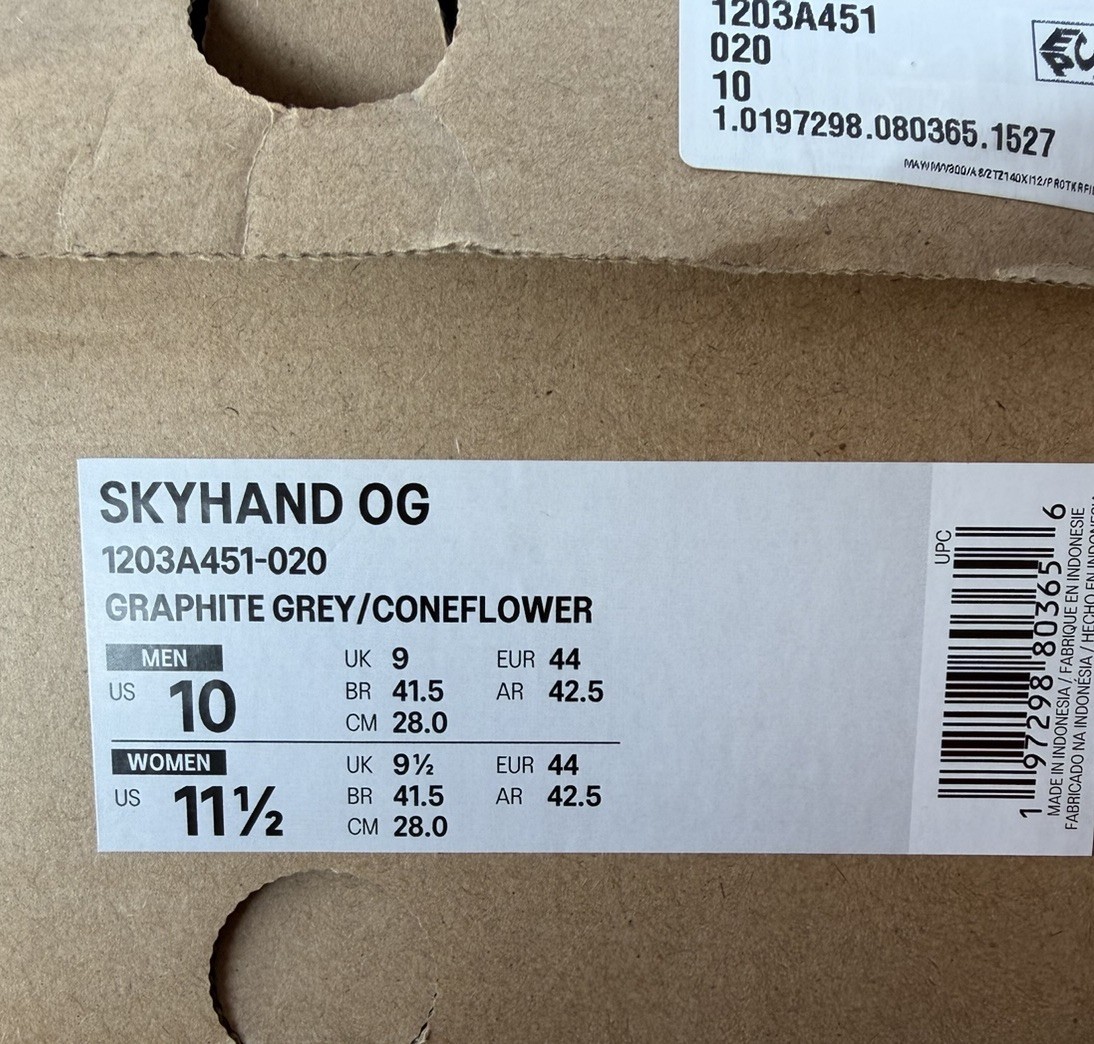 1203A451
020
10
1.0197298.080365.1527
EPC
SKYHAND OG
1203A451-020
GRAPHITE GREY/CONEFLOWER
MEN
US 10
UK 9 EUR 44
BR 41.5 AR 42.5
CM 28.0
WOMEN
US 11½
UK 9½ EUR 44
BR 41.5 AR 42.5
CM 28.0
UPC
1 97298 80365 6
MADE IN INDONESIA / FABRIQUE EN INDONESIE
FABRICADO NA INDONÉSIA / HECHO EN INDONESIA